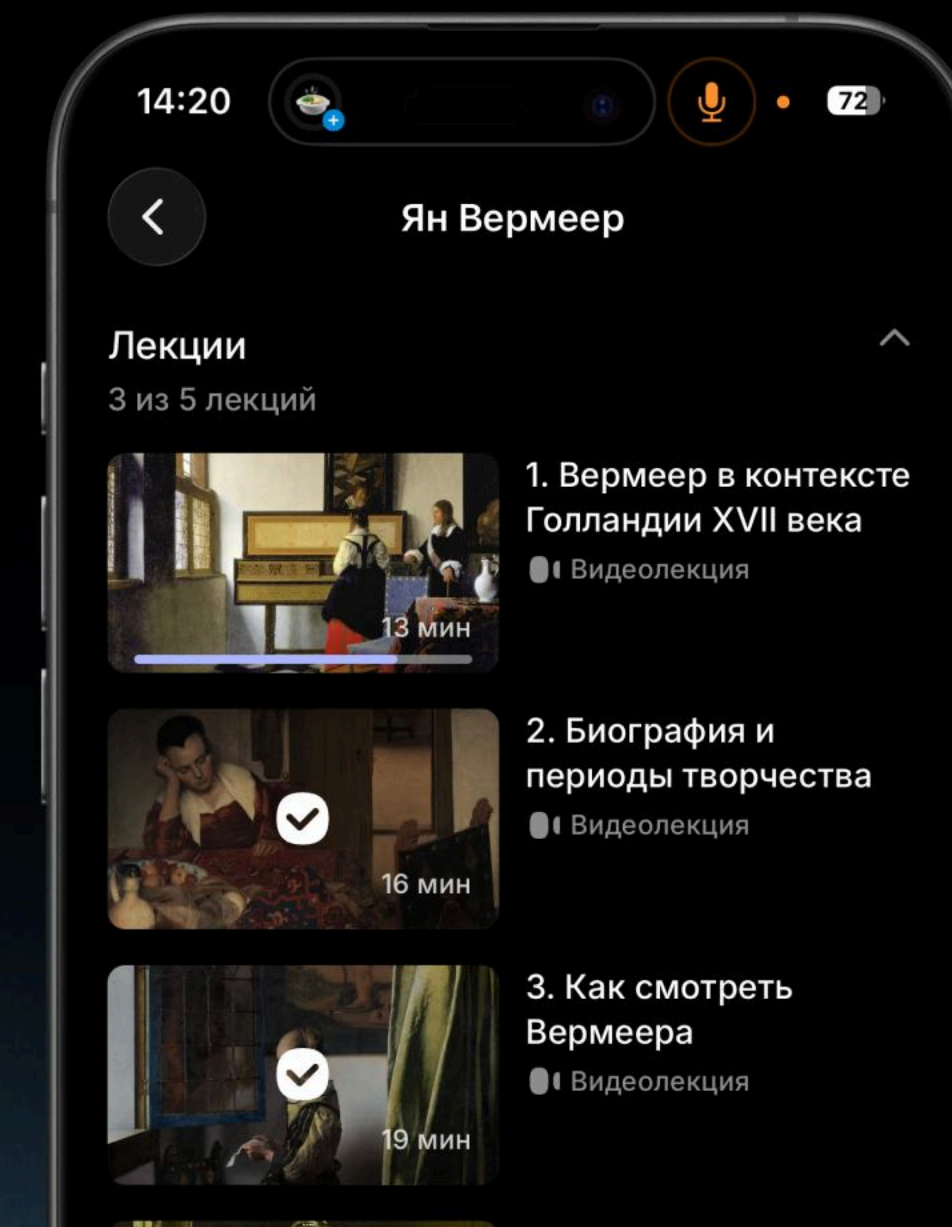 14:20
72
Ян Вермеер
Лекции
3 из 5 лекций
1. Вермеер в контексте
Голландии XVII века
Видеолекция
13 мин
2. Биография и
периоды творчества
Видеолекция
16 мин
3. Как смотреть
Вермеера
Видеолекция
19 мин